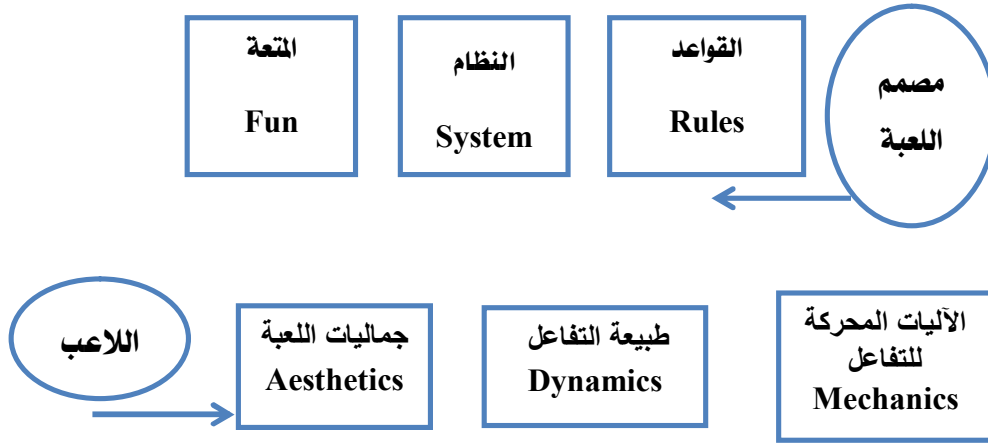 مصمم
اللعبة
القواعد
Rules
النظام
System
المتعة
Fun
الآليات المحركة
للتفاعل
Mechanics
طبيعة التفاعل
Dynamics
جماليات اللعبة
Aesthetics
اللاعب